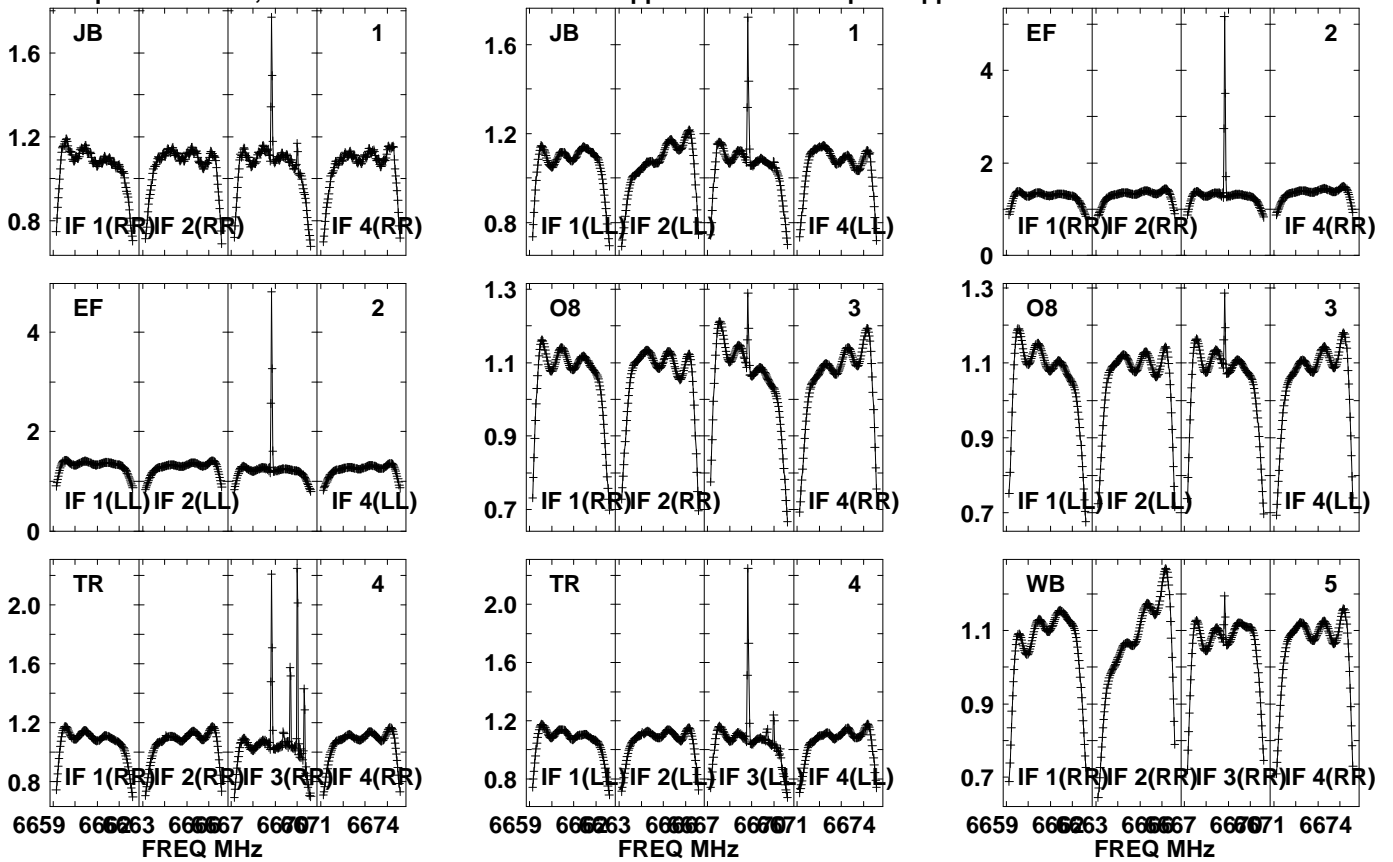 JB 1 JB 1 EF 2
1.6 1.6 4
1.2 1.2 2
0.8 IF 1(RR) IF 2(RR) IF 4(RR) 0.8 IF 1(LL) IF 2(LL) IF 4(LL) IF 1(RR) IF 2(RR) IF 4(RR)
0
EF 2 1.3 O8 3 1.3 O8 3
4 1.1 1.1
2 0.9 0.9
IF 1(LL) IF 2(LL) IF 4(LL) 0.7 IF 1(RR) IF 2(RR) IF 4(RR) 0.7 IF 1(LL) IF 2(LL) IF 4(LL)
0
TR 4 TR 4 WB 5
2.0 2.0 1.1
1.6 1.6 0.9
1.2 1.2
0.8 IF 1(RR) IF 2(RR) IF 3(RR) IF 4(RR) 0.8 IF 1(LL) IF 2(LL) IF 3(LL) IF 4(LL) 0.7 IF 1(RR) IF 2(RR) IF 3(RR) IF 4(RR)
6659 6674 6659 6674 6659 6674
FREQ MHz FREQ MHz FREQ MHz